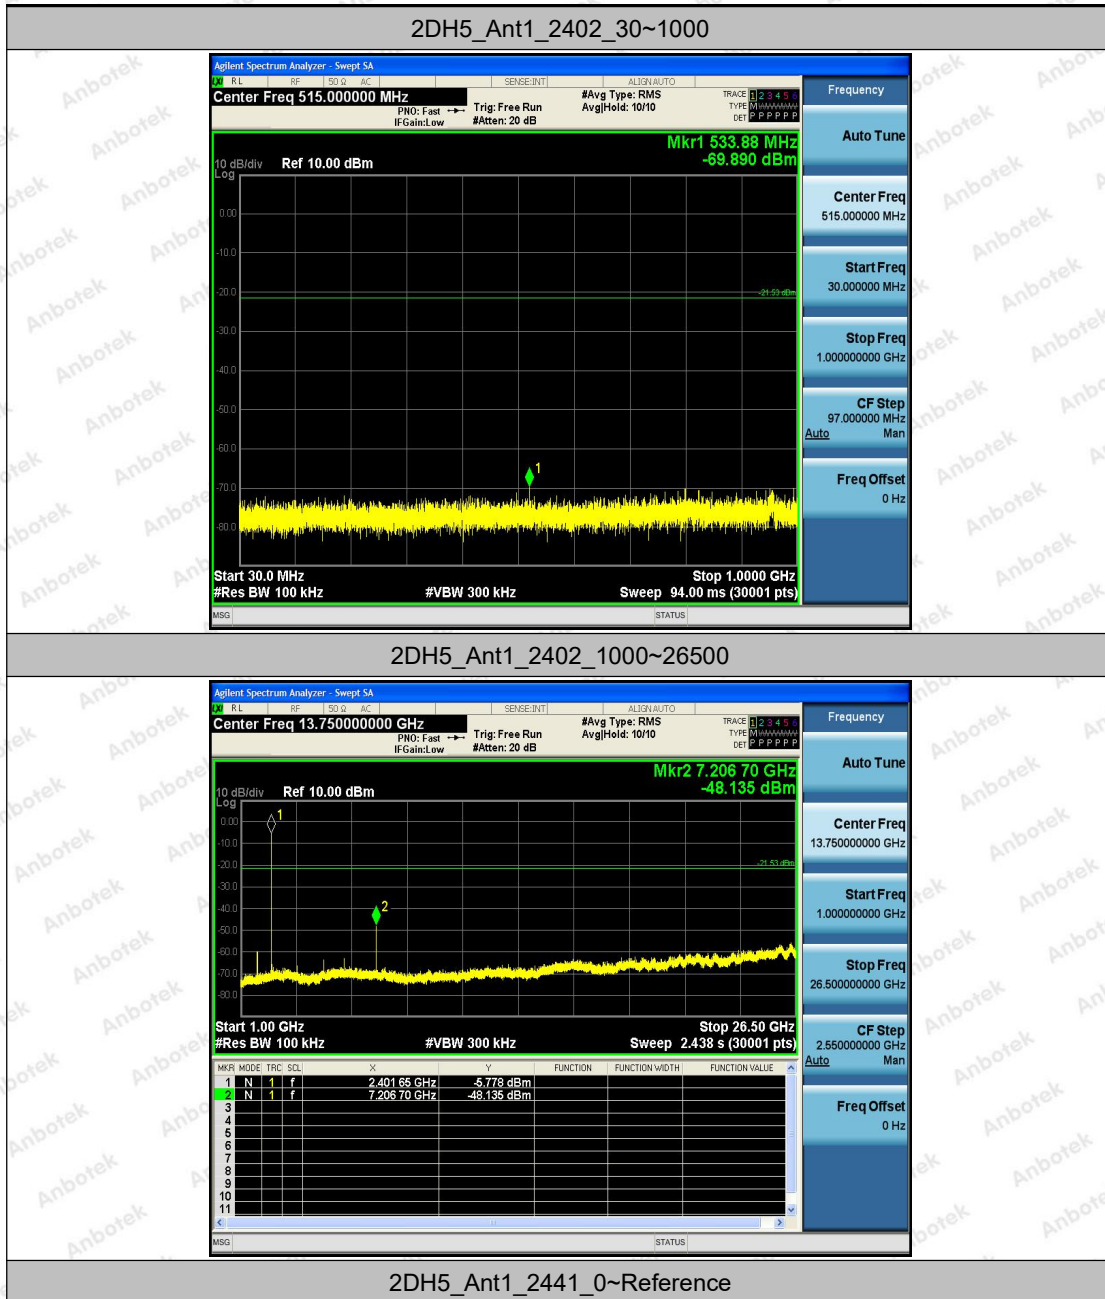 2DH5_Ant1_2402_30~1000
Agilent Spectrum Analyzer - Swept SA
RL RF 50 Ω AC SENSE:INT ALIGN AUTO
Center Freq 515.000000 MHz
PNO: Fast
IFGain:Low
Trig: Free Run
#Atten: 20 dB
#Avg Type: RMS
Avg|Hold: 10/10
TRACE 1 2 3 4 5 6
TYPE M
DET P P P P P P
Frequency
Mkr1 533.88 MHz
-69.890 dBm
10 dB/div Ref 10.00 dBm
Log
0.00
-10.0
-20.0
-21.53 dBm
-30.0
-40.0
-50.0
-60.0
-70.0
-80.0
1
Start 30.0 MHz
Stop 1.0000 GHz
#Res BW 100 kHz #VBW 300 kHz Sweep 94.00 ms (30001 pts)
MSG STATUS
Auto Tune
Center Freq
515.000000 MHz
Start Freq
30.000000 MHz
Stop Freq
1.000000000 GHz
CF Step
97.000000 MHz
Auto Man
Freq Offset
0 Hz
2DH5_Ant1_2402_1000~26500
Agilent Spectrum Analyzer - Swept SA
RL RF 50 Ω AC SENSE:INT ALIGN AUTO
Center Freq 13.750000000 GHz
PNO: Fast
IFGain:Low
Trig: Free Run
#Atten: 20 dB
#Avg Type: RMS
Avg|Hold: 10/10
TRACE 1 2 3 4 5 6
TYPE M
DET P P P P P P
Frequency
Mkr2 7.206 70 GHz
-48.135 dBm
10 dB/div Ref 10.00 dBm
Log
0.00
-10.0
-20.0
-21.53 dBm
-30.0
-40.0
-50.0
-60.0
-70.0
-80.0
1
2
Start 1.00 GHz
Stop 26.50 GHz
#Res BW 100 kHz #VBW 300 kHz Sweep 2.438 s (30001 pts)
MKR MODE TRC SCL X Y FUNCTION FUNCTION WIDTH FUNCTION VALUE
1 N 1 f 2.401 65 GHz -5.778 dBm
2 N 1 f 7.206 70 GHz -48.135 dBm
3
4
5
6
7
8
9
10
11
MSG STATUS
Auto Tune
Center Freq
13.750000000 GHz
Start Freq
1.000000000 GHz
Stop Freq
26.500000000 GHz
CF Step
2.550000000 GHz
Auto Man
Freq Offset
0 Hz
2DH5_Ant1_2441_0~Reference
Anbotek